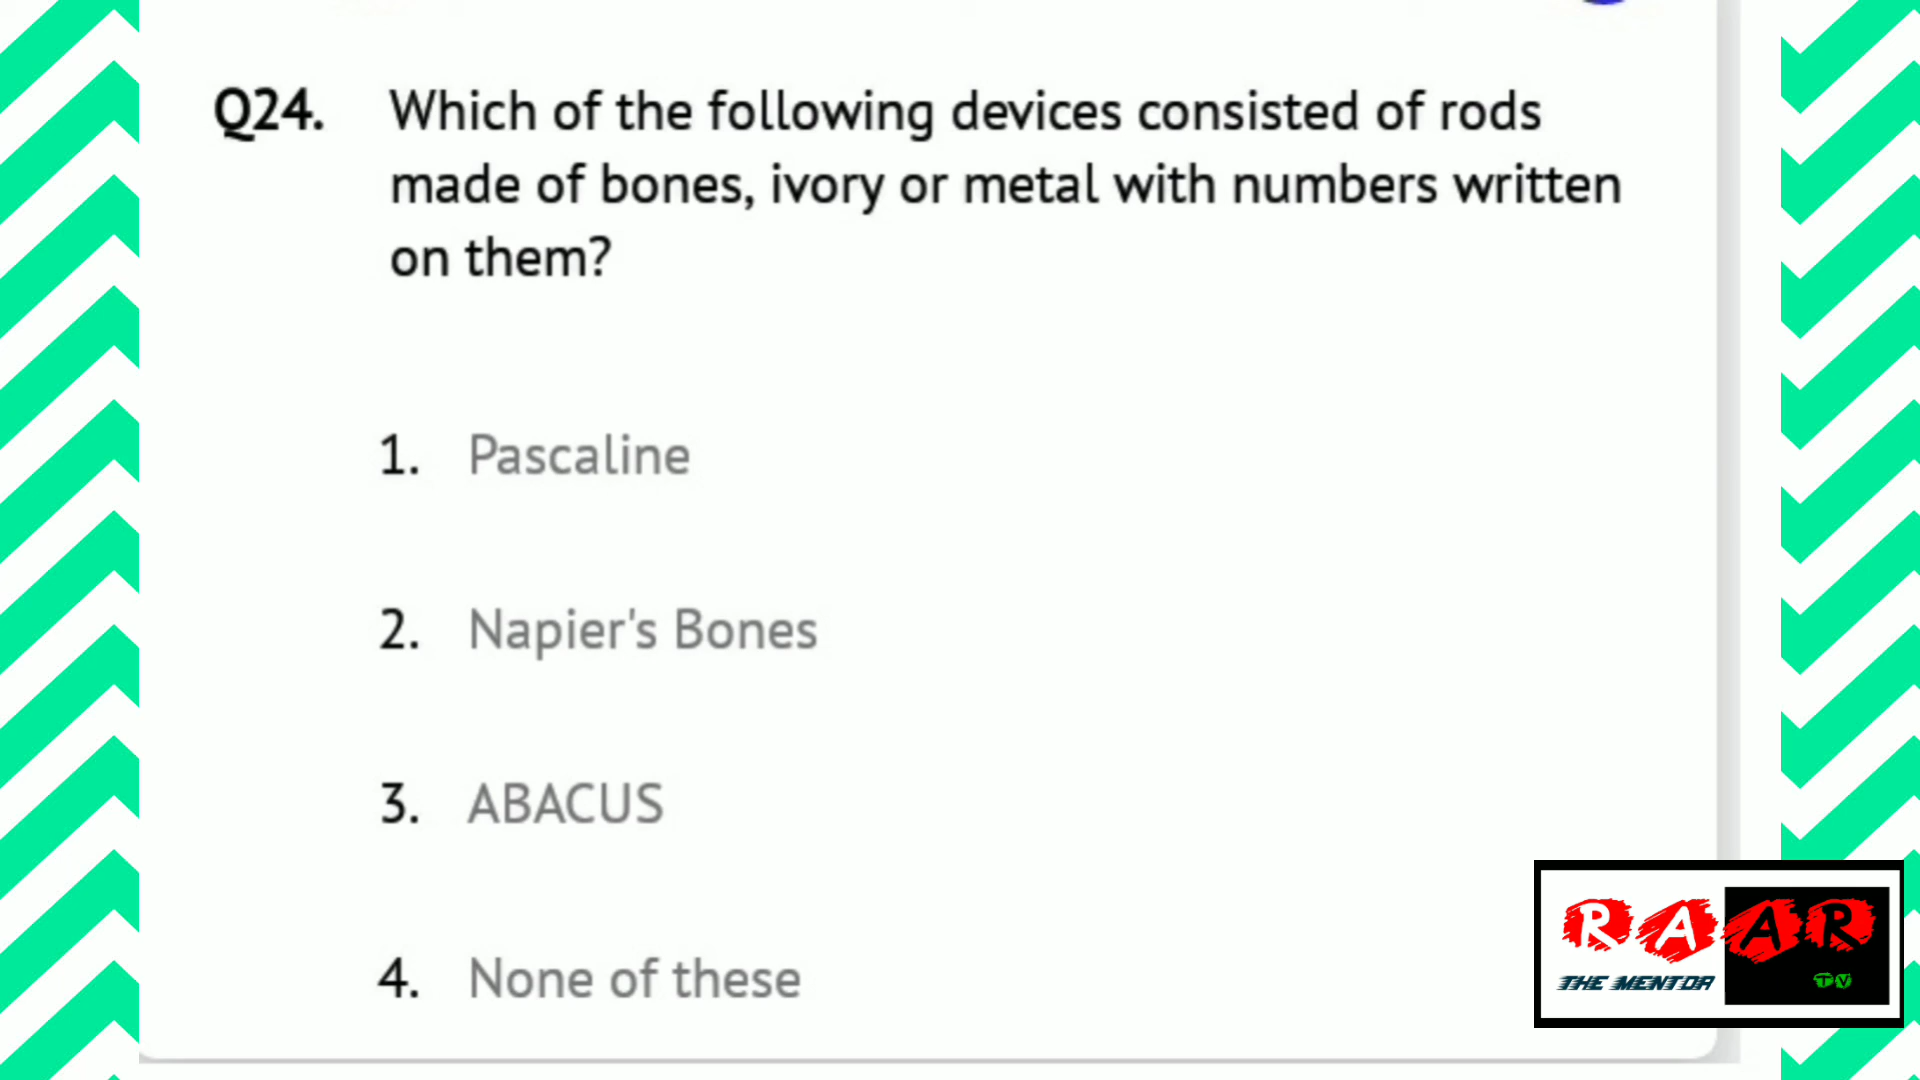 Q24. Which of the following devices consisted of rods
made of bones, ivory or metal with numbers written
on them?
1. Pascaline
2. Napier's Bones
3. ABACUS
4. None of these
RAAR
THE MENTOR TV